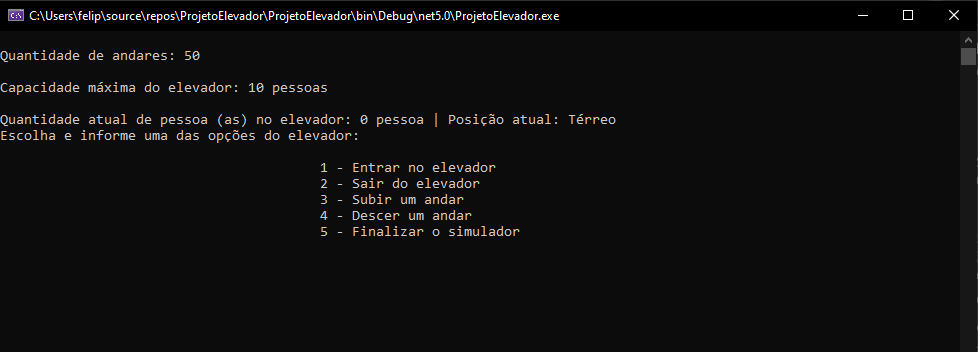 C:\Users\felip\source\repos\ProjetoElevador\ProjetoElevador\bin\Debug\net5.0\ProjetoElevador.exe
Quantidade de andares: 50
Capacidade máxima do elevador: 10 pessoas
Quantidade atual de pessoa (as) no elevador: 0 pessoa | Posição atual: Térreo
Escolha e informe uma das opções do elevador:
1 - Entrar no elevador
2 - Sair do elevador
3 - Subir um andar
4 - Descer um andar
5 - Finalizar o simulador